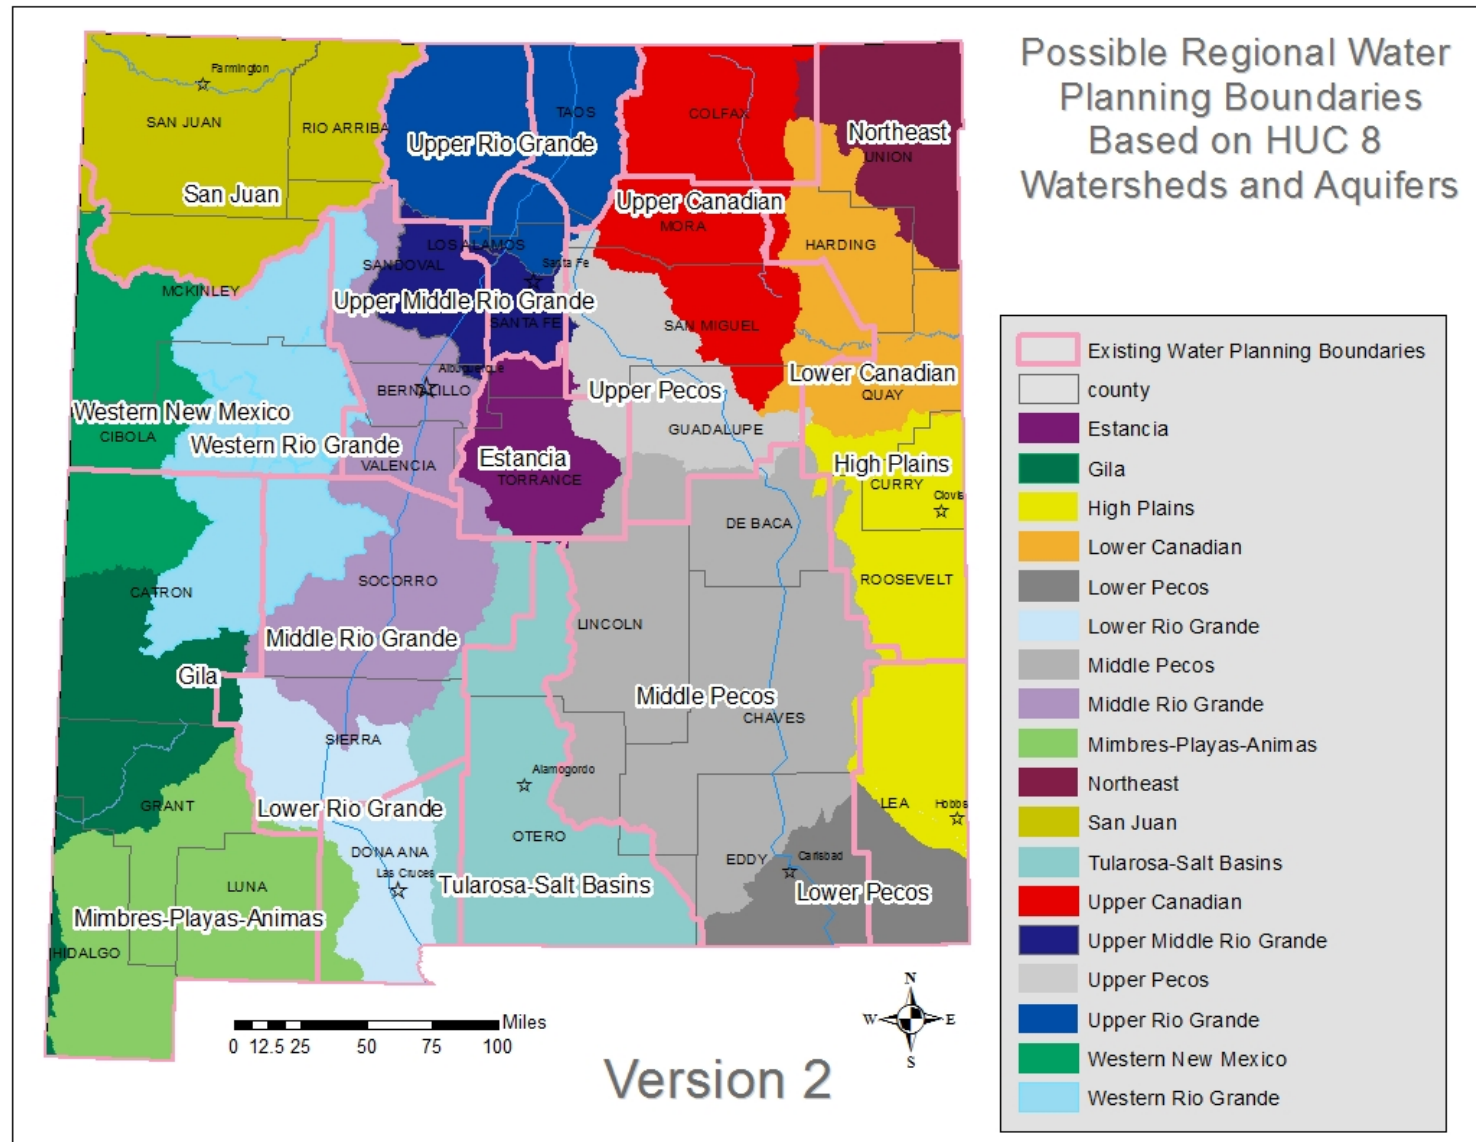 Possible Regional Water
Planning Boundaries
Based on HUC 8
Watersheds and Aquifers
Farmington
SAN JUAN
RIO ARRIBA
TAOS
COLFAX
Northeast
UNION
Upper Rio Grande
San Juan
Upper Canadian
MORA
LOS ALAMOS
HARDING
SANDOVAL
Santa Fe
MCKINLEY
Upper Middle Rio Grande
SANTA FE
SAN MIGUEL
Albuquerque
BERNALILLO
Upper Pecos
Lower Canadian
QUAY
Western New Mexico
CIBOLA
Western Rio Grande
GUADALUPE
VALENCIA
Estancia
TORRANCE
High Plains
CURRY
Clovis
DE BACA
CATRON
SOCORRO
ROOSEVELT
LINCOLN
Middle Rio Grande
Gila
Middle Pecos
CHAVES
SIERRA
Alamogordo
GRANT
Lower Rio Grande
LEA
Hobbs
OTERO
DONA ANA
Las Cruces
EDDY
Carlsbad
LUNA
Tularosa-Salt Basins
Lower Pecos
Mimbres-Playas-Animas
HIDALGO
Existing Water Planning Boundaries
county
Estancia
Gila
High Plains
Lower Canadian
Lower Pecos
Lower Rio Grande
Middle Pecos
Middle Rio Grande
Mimbres-Playas-Animas
Northeast
San Juan
Tularosa-Salt Basins
Upper Canadian
Upper Middle Rio Grande
Upper Pecos
Upper Rio Grande
Western New Mexico
Western Rio Grande
Miles
0 12.5 25 50 75 100
N
W E
S
Version 2